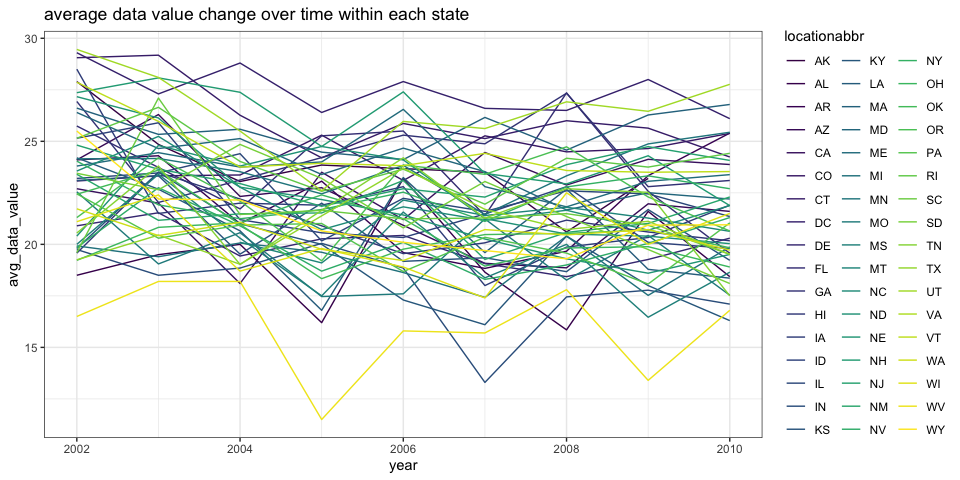 average data value change over time within each state
30
25
20
15
avg_data_value
2002
2004
2006
2008
2010
year
locationabbr
AK KY NY
AL LA OH
AR MA OK
AZ MD OR
CA ME PA
CO MI RI
CT MN SC
DC MO SD
DE MS TN
FL MT TX
GA NC UT
HI ND VA
IA NE VT
ID NH WA
IL NJ WI
IN NM WV
KS NV WY